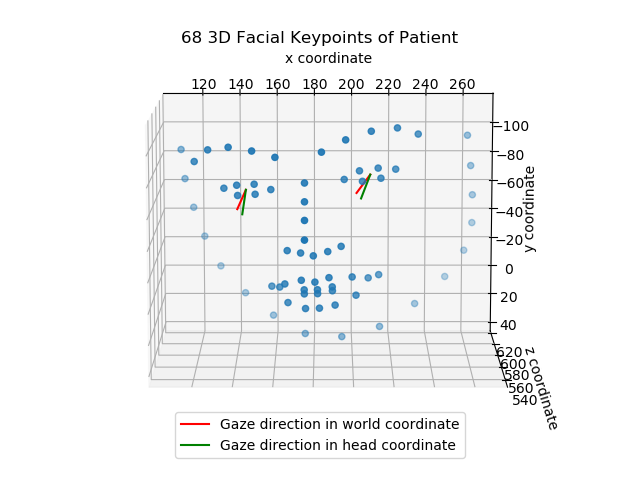 68 3D Facial Keypoints of Patient
x coordinate
120 140 160 180 200 220 240 260
−100
−80
−60
−40
−20
0
20
40
y coordinate
620
600
580
560
540
z coordinate
Gaze direction in world coordinate
Gaze direction in head coordinate